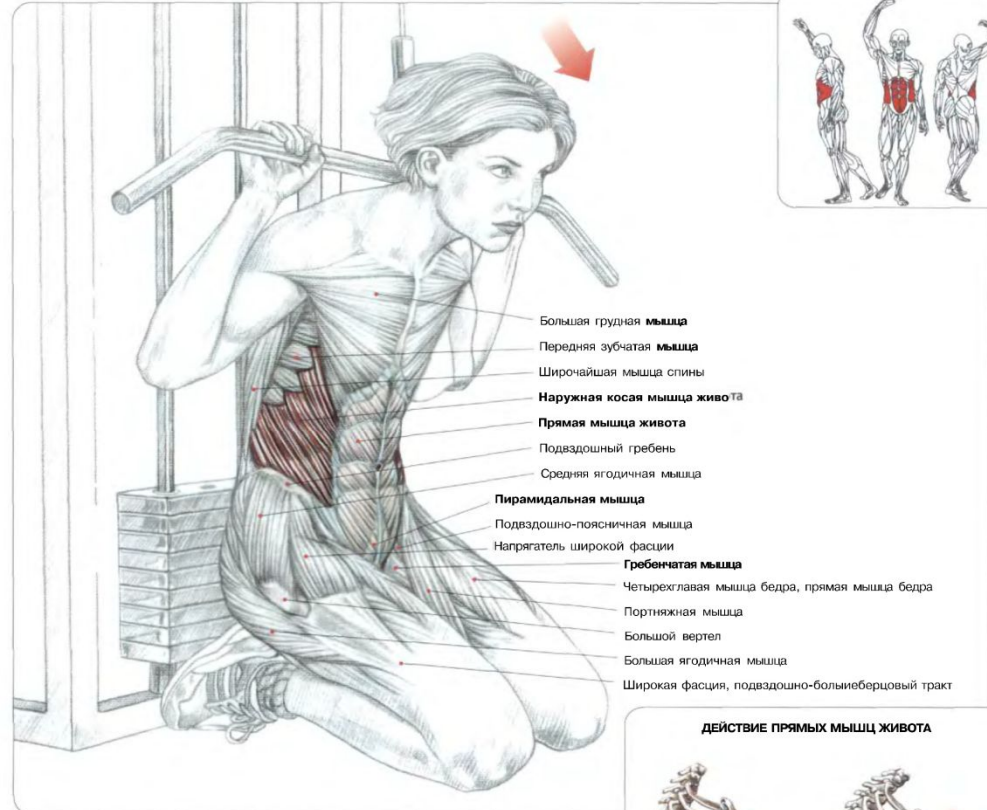 Большая грудная мышца
Передняя зубчатая мышца
Широчайшая мышца спины
Наружная косая мышца живота
Прямая мышца живота
Подвздошный гребень
Средняя ягодичная мышца
Пирамидальная мышца
Подвздошно-поясничная мышца
Напрягатель широкой фасции
Гребенчатая мышца
Четырехглавая мышца бедра, прямая мышца бедра
Портняжная мышца
Большой вертел
Большая ягодичная мышца
Широкая фасция, подвздошно-болыиеберцовый тракт
ДЕЙСТВИЕ ПРЯМЫХ МЫШЦ ЖИВОТА